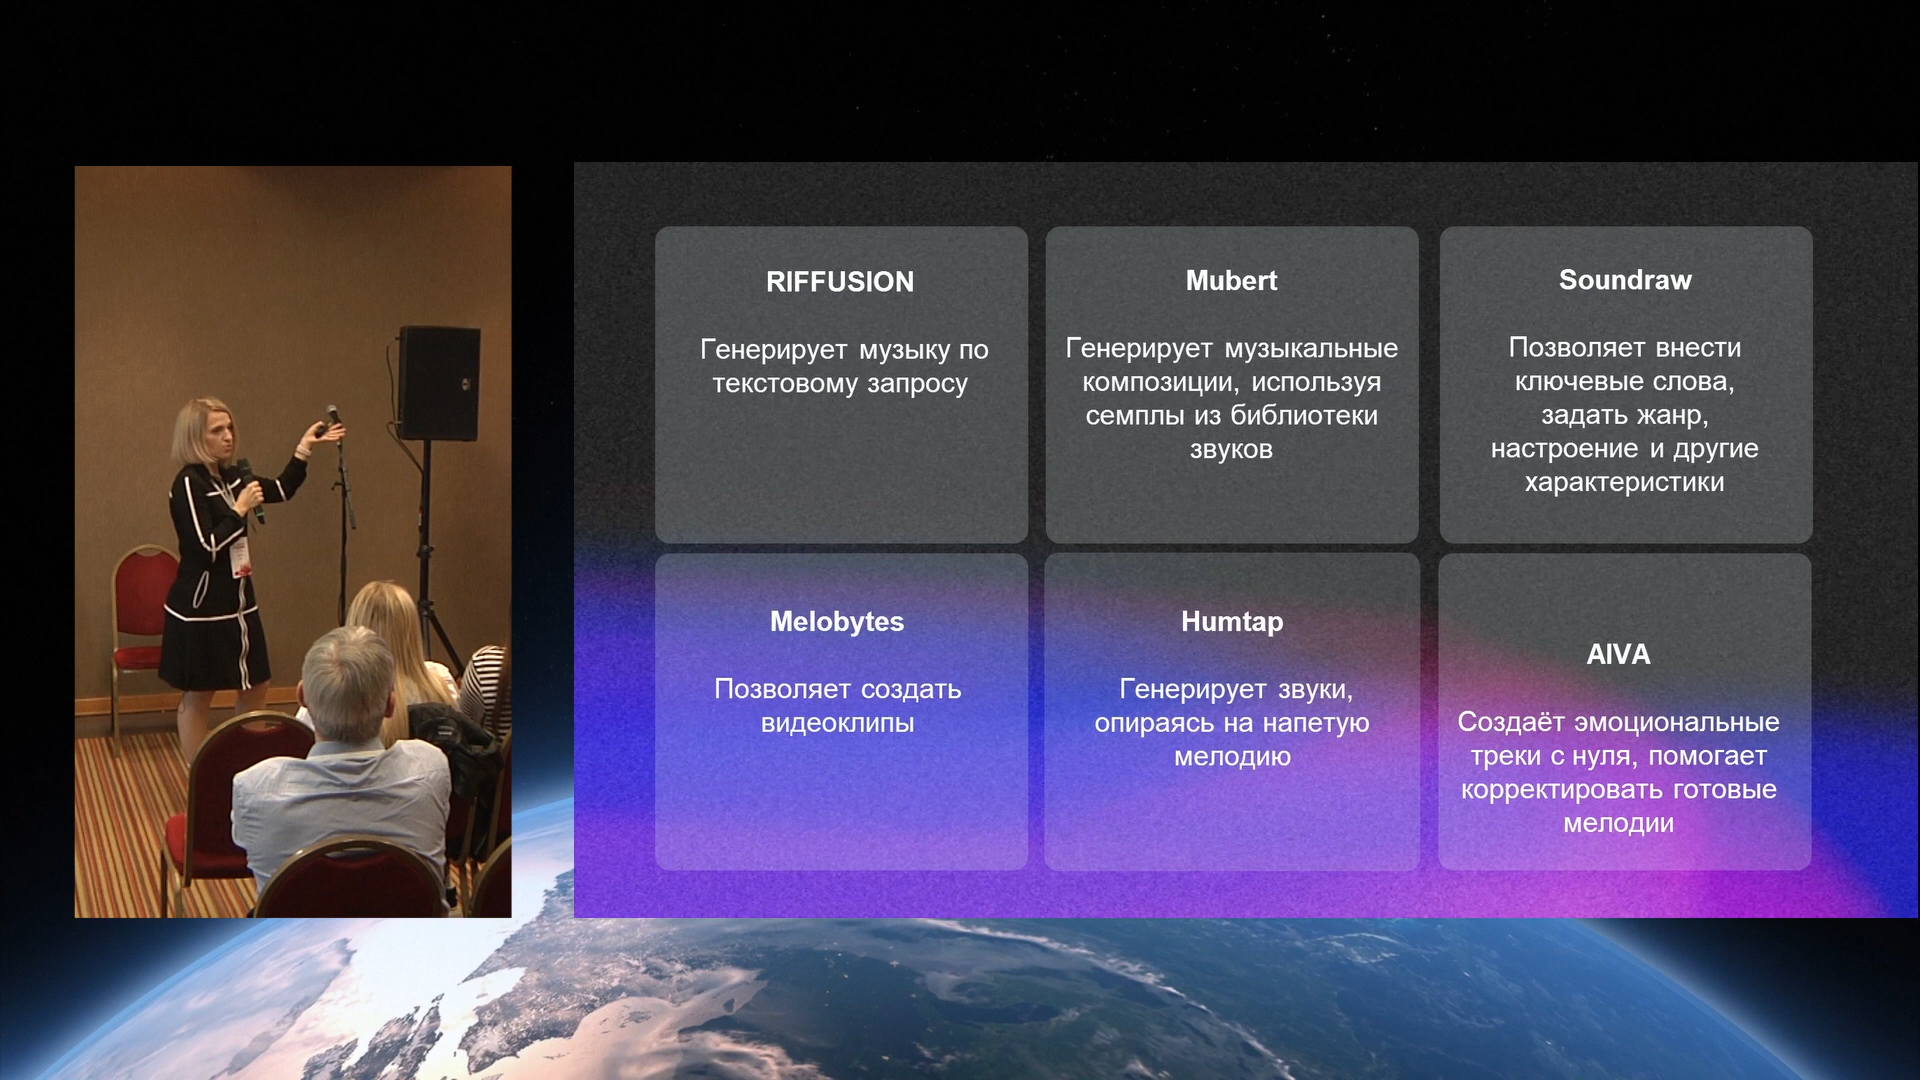 RIFFUSION
Генерирует музыку по
текстовому запросу
Mubert
Генерирует музыкальные
композиции, используя
семплы из библиотеки
звуков
Soundraw
Позволяет внести
ключевые слова,
задать жанр,
настроение и другие
характеристики
Melobytes
Позволяет создать
видеоклипы
Humtap
Генерирует звуки,
опираясь на напетую
мелодию
AIVA
Создаёт эмоциональные
треки с нуля, помогает
корректировать готовые
мелодии